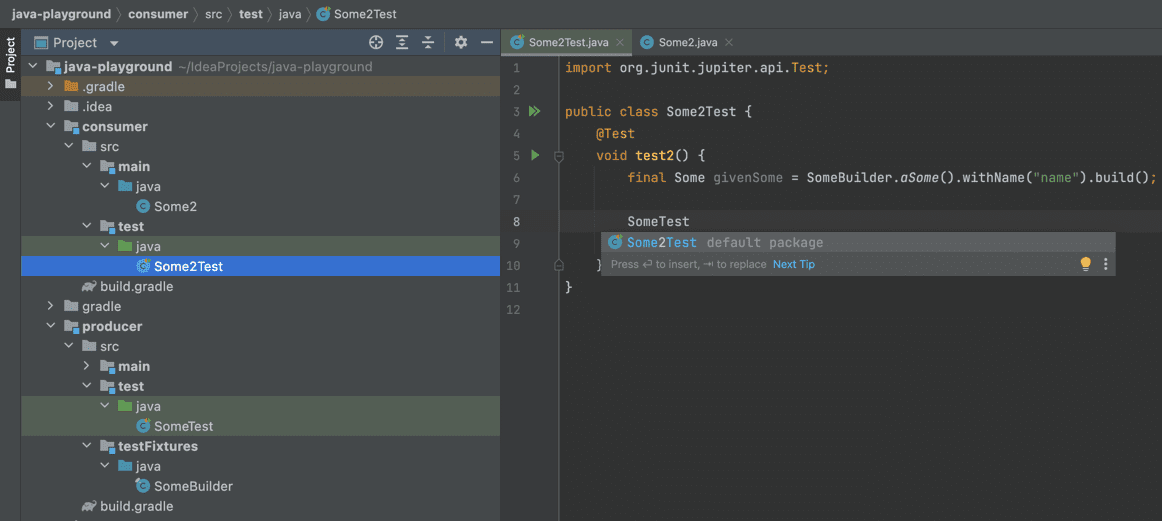 java-playground consumer src test java Some2Test
Project
Project
Some2Test.java
Some2.java
java-playground ~/IdeaProjects/java-playground
.gradle
.idea
consumer
src
main
java
Some2
test
java
Some2Test
build.gradle
gradle
producer
src
main
test
java
SomeTest
testFixtures
java
SomeBuilder
build.gradle
1 import org.junit.jupiter.api.Test;
2
3 public class Some2Test {
4 @Test
5 void test2() {
6 final Some givenSome = SomeBuilder.aSome().withName("name").build();
7
8 SomeTest
9 Some2Test default package
Press ⏎ to insert, ⇥ to replace Next Tip
10 }
11 }
12